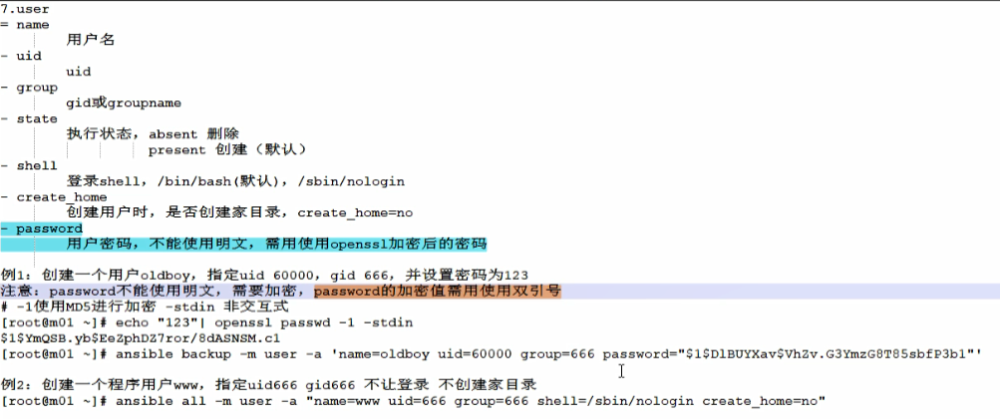 7.user
= name
用户名
- uid
uid
- group
gid或groupname
- state
执行状态，absent 删除
present 创建（默认）
- shell
登录shell，/bin/bash(默认)，/sbin/nologin
- create_home
创建用户时，是否创建家目录，create_home=no
- password
用户密码，不能使用明文，需用使用openssl加密后的密码
例1：创建一个用户oldboy，指定uid 60000，gid 666，并设置密码为123
注意：password不能使用明文，需要加密，password的加密值需用使用双引号
# -1使用MD5进行加密 -stdin 非交互式
[root@m01 ~]# echo "123"| openssl passwd -1 -stdin
$1$YmQSB.yb$EeZphDZ7ror/8dASNSM.c1
[root@m01 ~]# ansible backup -m user -a 'name=oldboy uid=60000 group=666 password="$1$DlBUYXav$VhZv.G3YmzG8T85sbfP3b1"'
例2：创建一个程序用户www，指定uid666 gid666 不让登录 不创建家目录
[root@m01 ~]# ansible all -m user -a "name=www uid=666 group=666 shell=/sbin/nologin create_home=no"